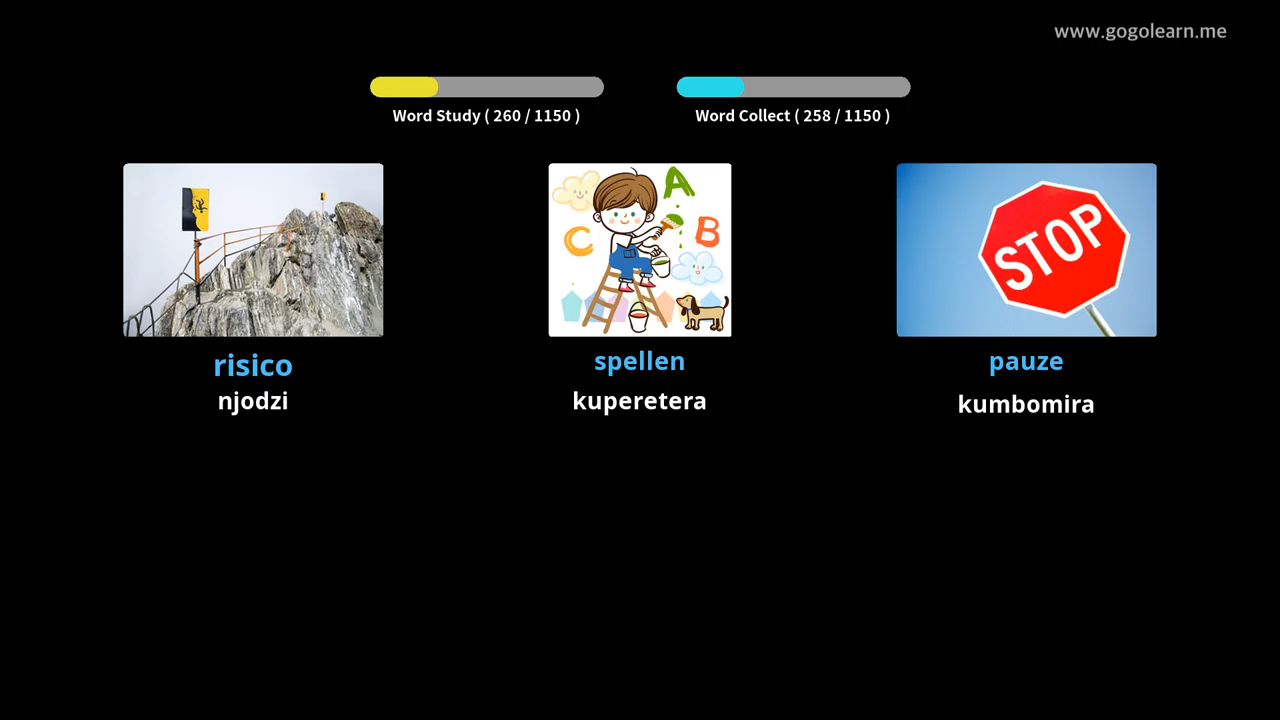 www.gogolearn.me
Word Study ( 260 / 1150 )
Word Collect ( 258 / 1150 )
A
B
C
STOP
risico
njodzi
spellen
kuperetera
pauze
kumbomira